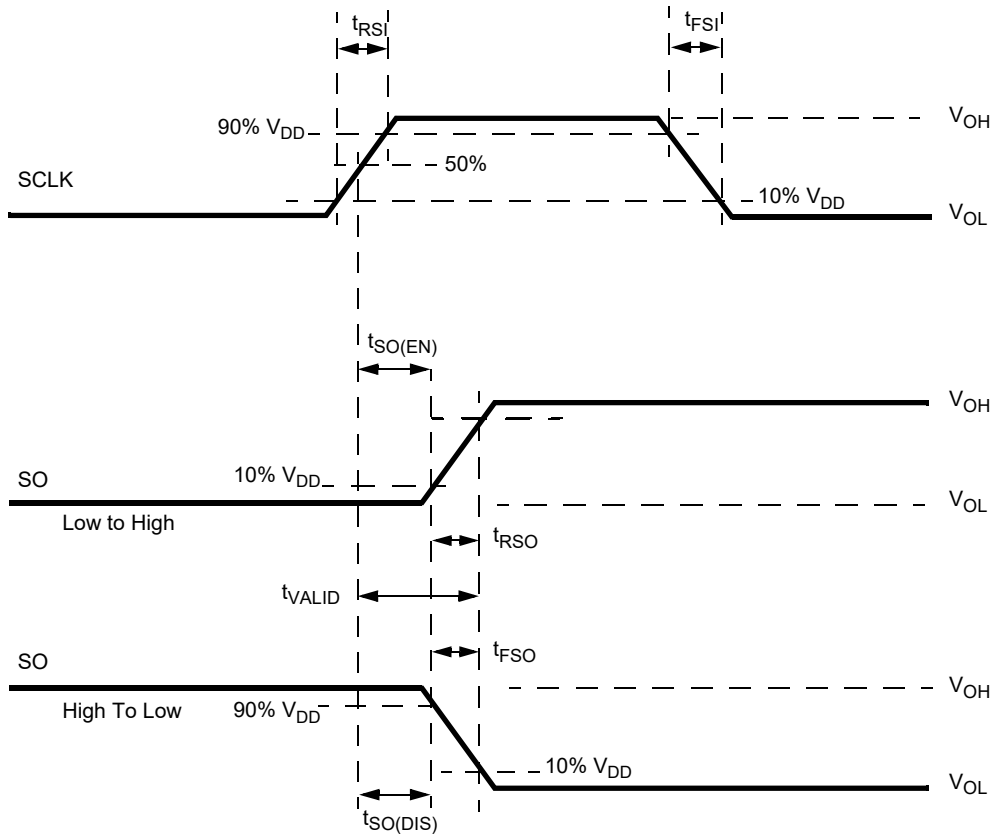 tRSI
tFSI
VOH
90% VDD
50%
SCLK
10% VDD
VOL
tSO(EN)
VOH
SO
10% VDD
VOL
Low to High
tRSO
tVALID
tFSO
SO
VOH
High To Low
90% VDD
10% VDD
VOL
tSO(DIS)